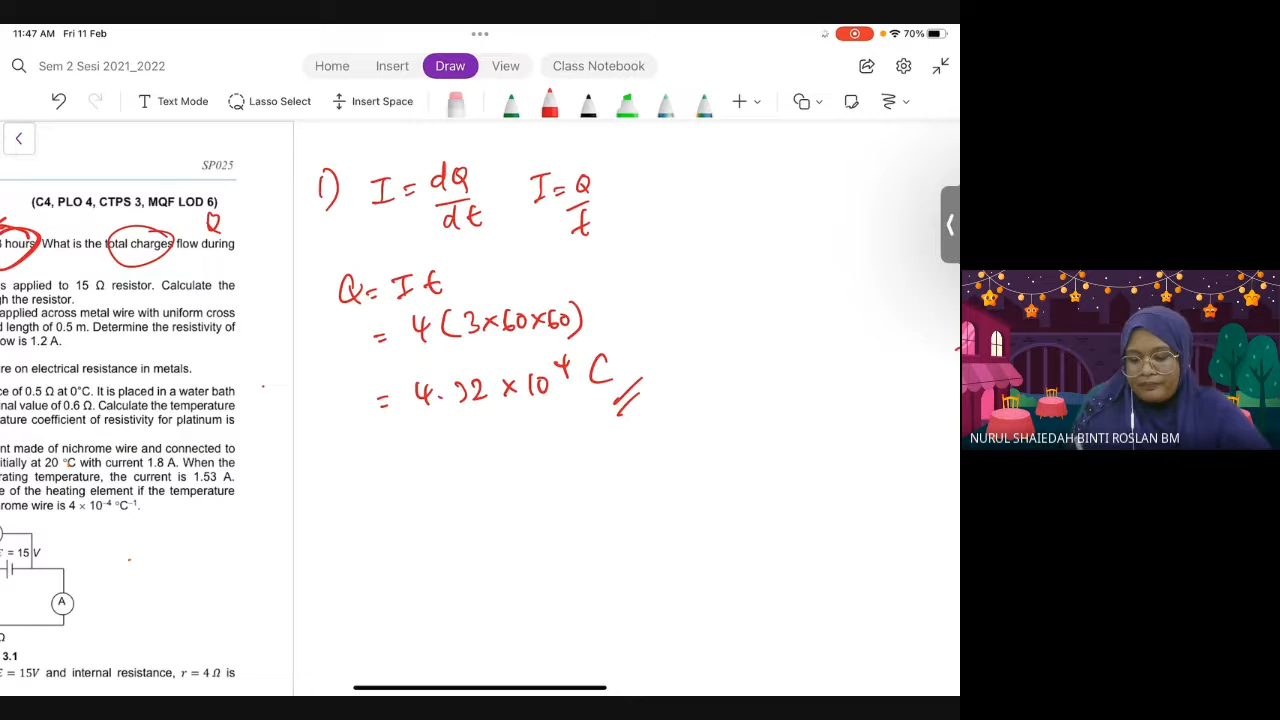 11:47 AM Fri 11 Feb
70%
Sem 2 Sesi 2021_2022
Home Insert Draw View Class Notebook
Text Mode Lasso Select Insert Space
SP025
(C4, PLO 4, CTPS 3, MQF LOD 6)
Q
hours. What is the total charges flow during
s applied to 15 Ω resistor. Calculate the
gh the resistor.
applied across metal wire with uniform cross
d length of 0.5 m. Determine the resistivity of
ow is 1.2 A.
re on electrical resistance in metals.
ce of 0.5 Ω at 0°C. It is placed in a water bath
nal value of 0.6 Ω. Calculate the temperature
ature coefficient of resistivity for platinum is
nt made of nichrome wire and connected to
itially at 20 °C with current 1.8 A. When the
rating temperature, the current is 1.53 A.
e of the heating element if the temperature
rome wire is 4 × 10⁻⁴ °C⁻¹.
= 15 V
A
Ω
3.1
E = 15V and internal resistance, r = 4 Ω is
1) I = dQ/dt I = Q/t
Q = I t
= 4 (3×60×60)
= 4.32 × 10⁴ C
NURUL SHAIEDAH BINTI ROSLAN BM